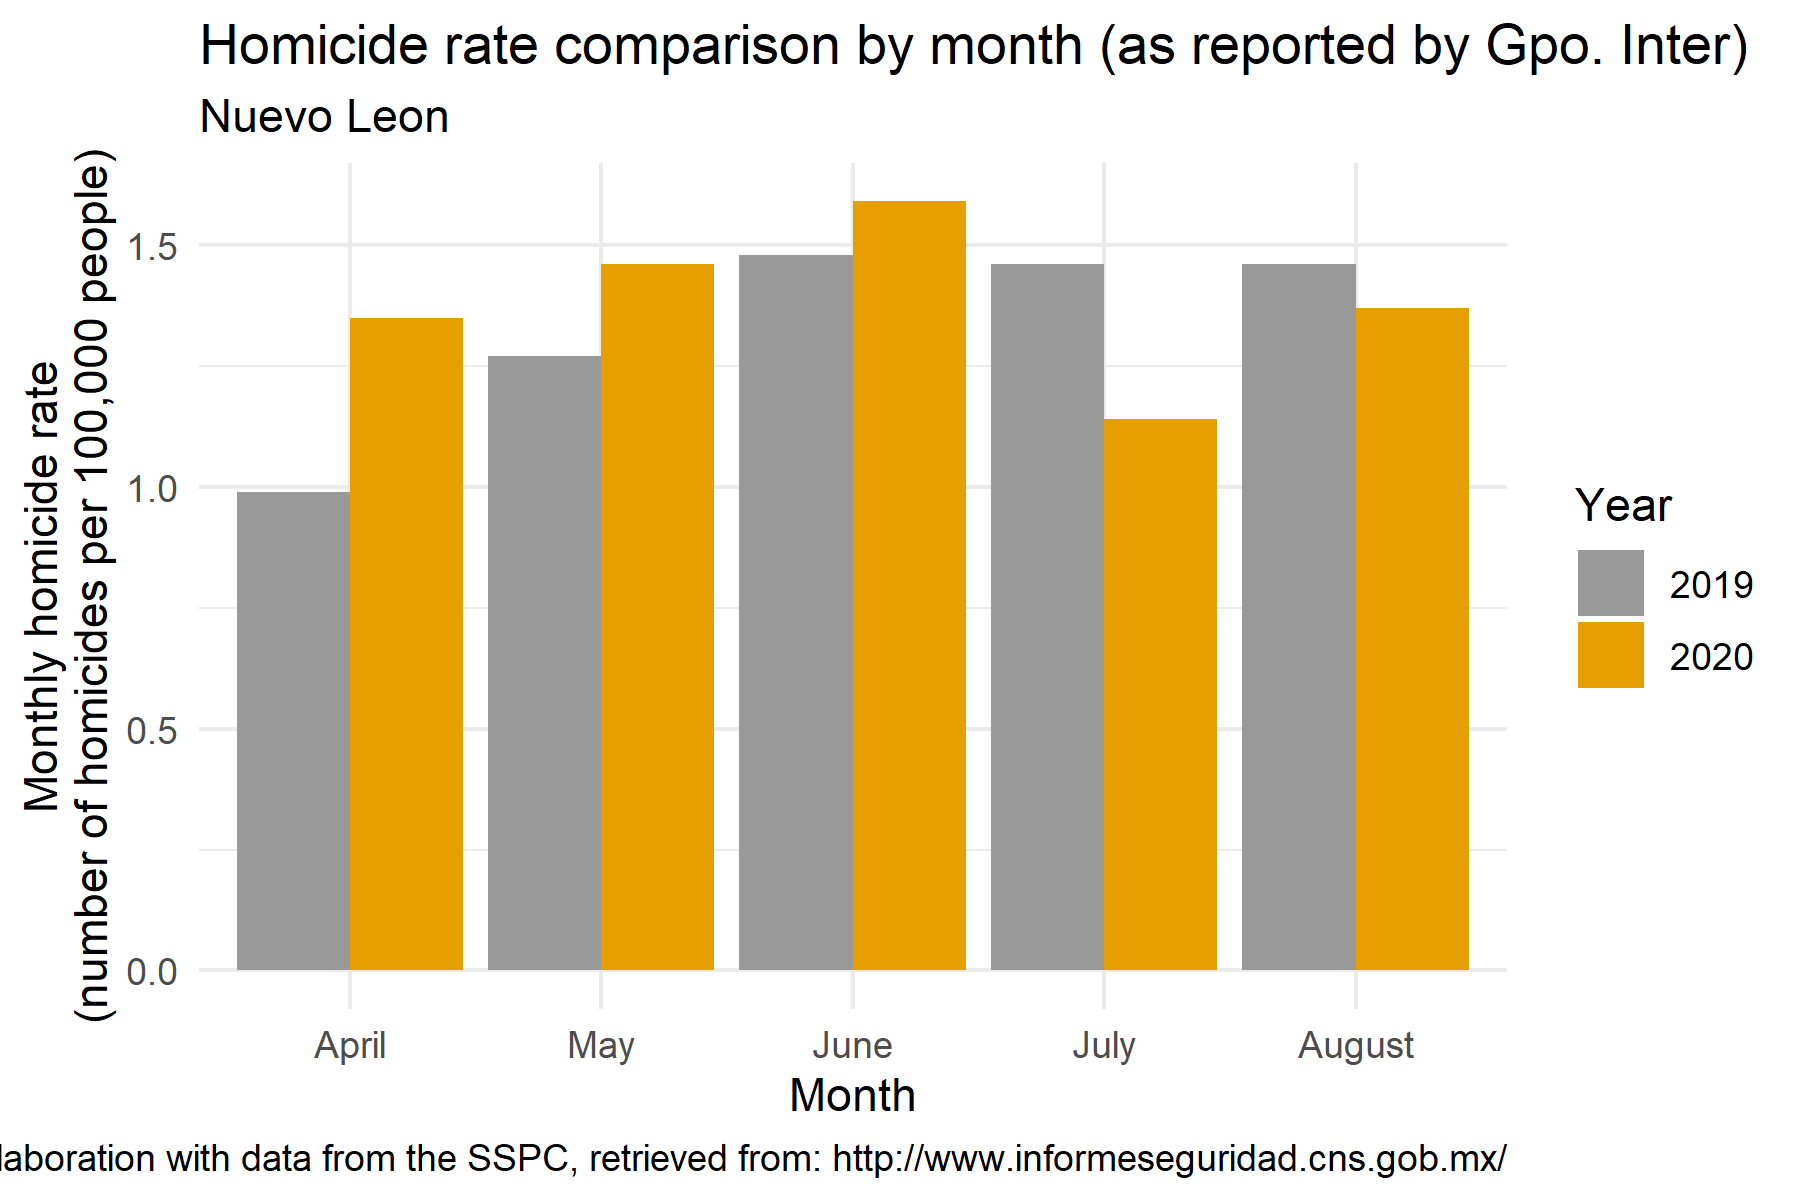 Homicide rate comparison by month (as reported by Gpo. Inter)
Nuevo Leon
Monthly homicide rate
(number of homicides per 100,000 people)
1.5
1.0
0.5
0.0
April May June July August
Month
Year
2019
2020
laboration with data from the SSPC, retrieved from: http://www.informeseguridad.cns.gob.mx/